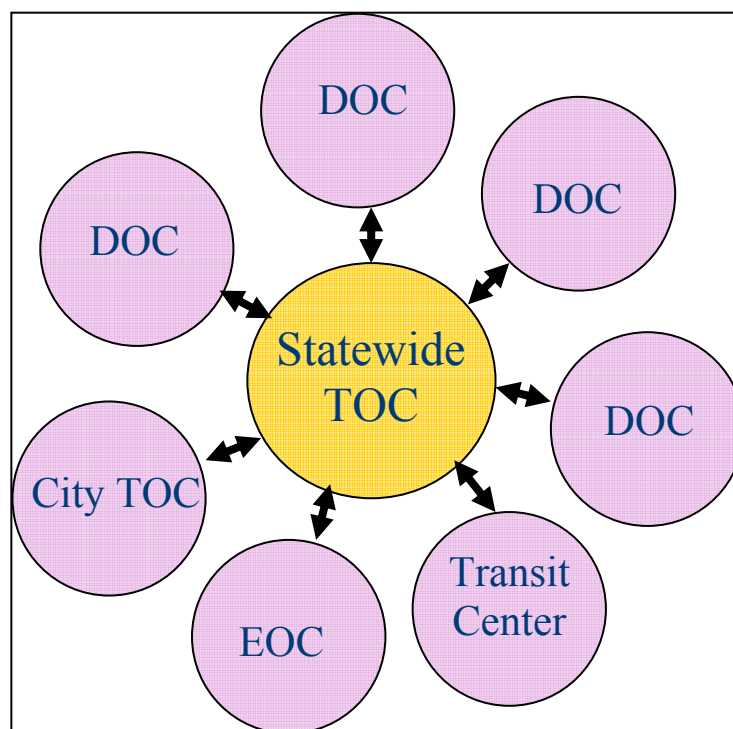 DOC
DOC
DOC
Statewide
TOC
DOC
City TOC
Transit
Center
EOC